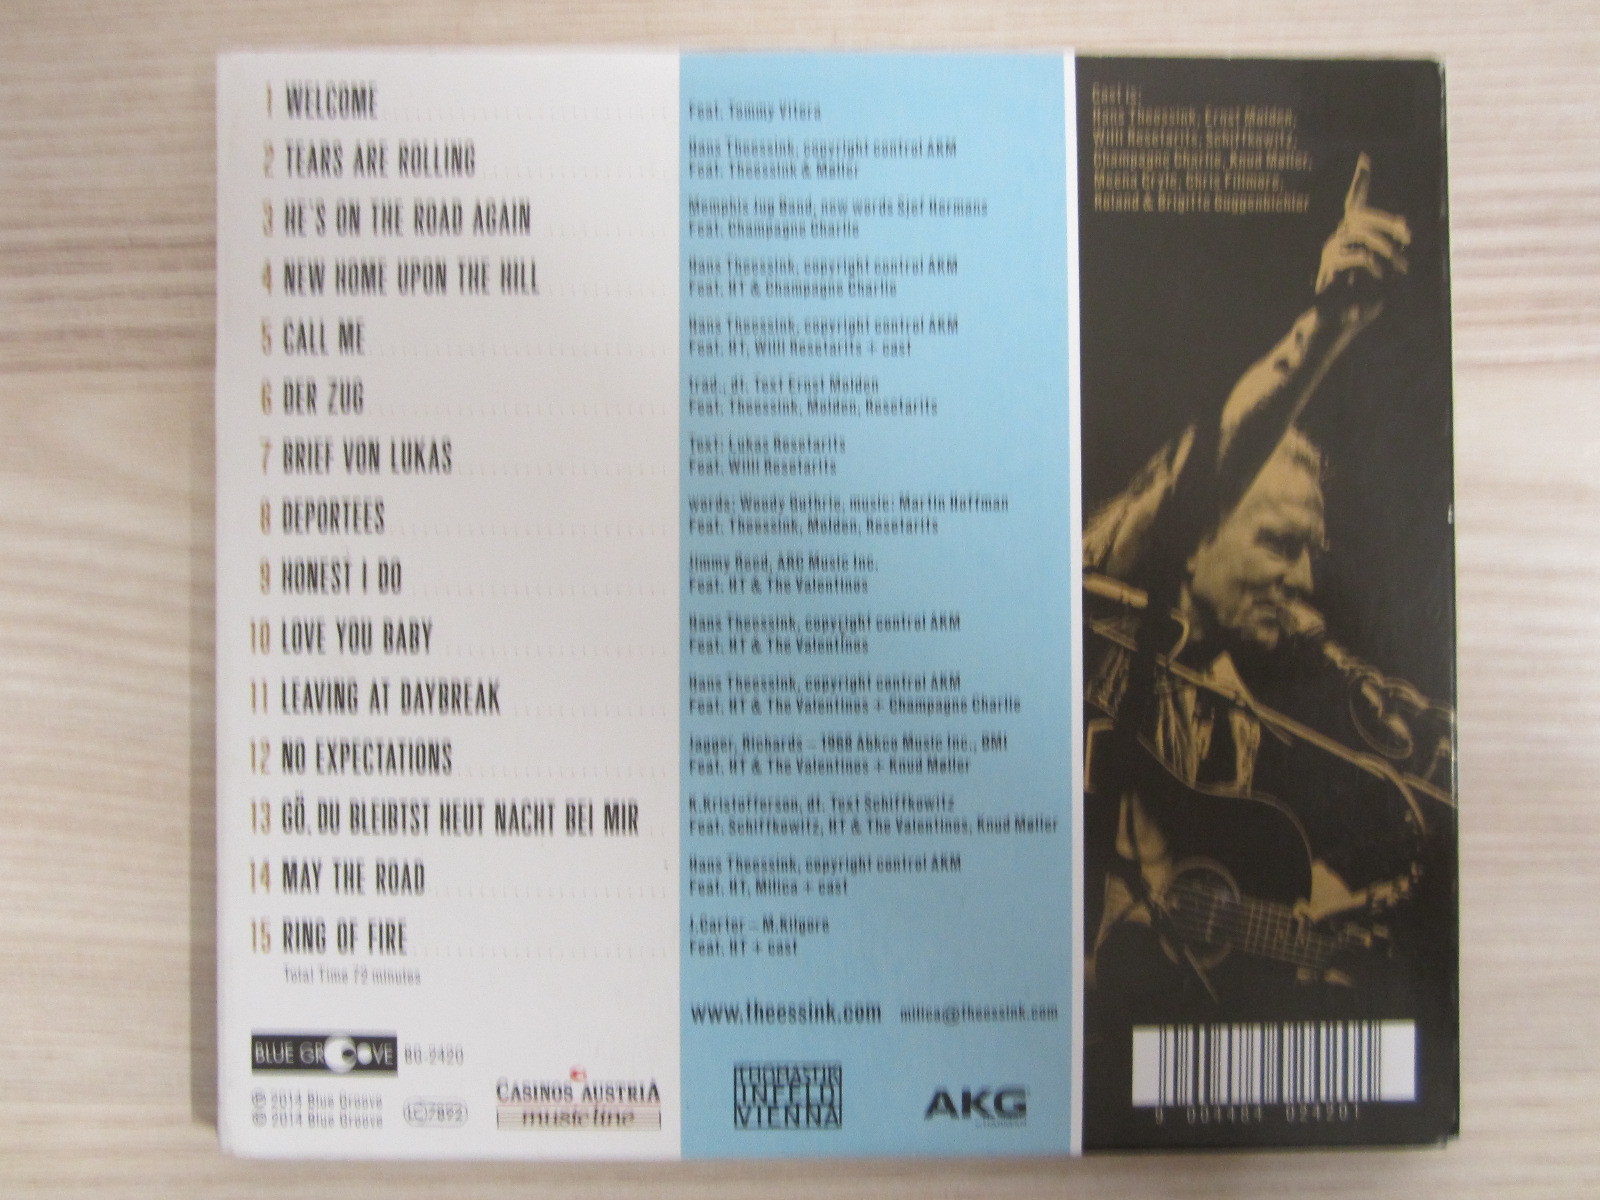 1 WELCOME
Feat. Tommy Vitera
2 TEARS ARE ROLLING
Hans Theessink, copyright control AKM
Feat. Theessink & Møller
3 HE'S ON THE ROAD AGAIN
Memphis Jug Band, new words Sjef Hermans
Feat. Champagne Charlie
4 NEW HOME UPON THE HILL
Hans Theessink, copyright control AKM
Feat. HT & Champagne Charlie
5 CALL ME
Hans Theessink, copyright control AKM
Feat. HT, Willi Resetarits + cast
6 DER ZUG
trad., dt. Text Ernst Molden
Feat. Theessink, Molden, Resetarits
7 BRIEF VON LUKAS
Text: Lukas Resetarits
Feat. Willi Resetarits
8 DEPORTEES
words: Woody Guthrie, music: Martin Hoffman
Feat. Theessink, Molden, Resetarits
9 HONEST I DO
Jimmy Reed, ARC Music Inc.
Feat. HT & The Valentinos
10 LOVE YOU BABY
Hans Theessink, copyright control AKM
Feat. HT & The Valentinos
11 LEAVING AT DAYBREAK
Hans Theessink, copyright control AKM
Feat. HT & The Valentinos + Champagne Charlie
12 NO EXPECTATIONS
Jagger, Richards – 1968 Abkco Music Inc., BMI
Feat. HT & The Valentinos + Knud Møller
13 GÖ, DU BLEIBTST HEUT NACHT BEI MIR
K.Kristofferson, dt. Text Schiffkowitz
Feat. Schiffkowitz, HT & The Valentinos, Knud Møller
14 MAY THE ROAD
Hans Theessink, copyright control AKM
Feat. HT, Milica + cast
15 RING OF FIRE
J.Carter – M.Kilgore
Feat. HT + cast
Total Time 79 minutes
www.theessink.com milica@theessink.com
BLUE GROOVE BG-2420
℗ 2014 Blue Groove
© 2014 Blue Groove
LC 7892
CASINOS AUSTRIA
music line
THOMASTIK
INFELD
VIENNA
AKG
by HARMAN
Cast is:
Hans Theessink, Ernst Molden,
Willi Resetarits, Schiffkowitz,
Champagne Charlie, Knud Møller,
Chris Fillmore,
Roland & Brigitte Guggenbichler
9 004484 024201